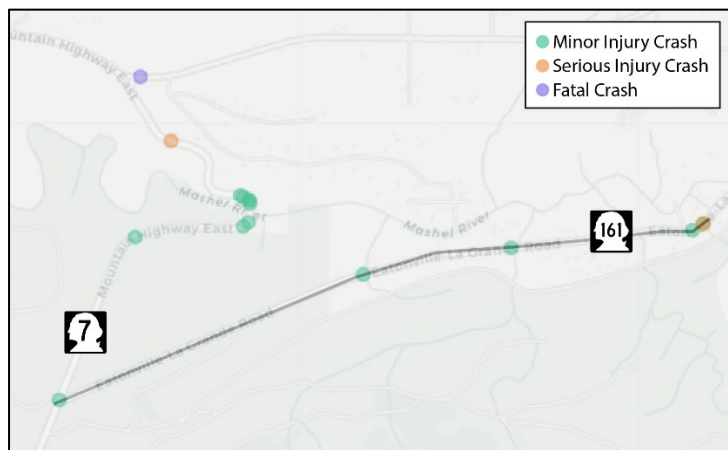 Minor Injury Crash
Serious Injury Crash
Fatal Crash
Mountain Highway East
Mashel River
Mountain Highway East
Mashel River
161
Eatonville La Grande Road
7
Eatonville La Grande Road